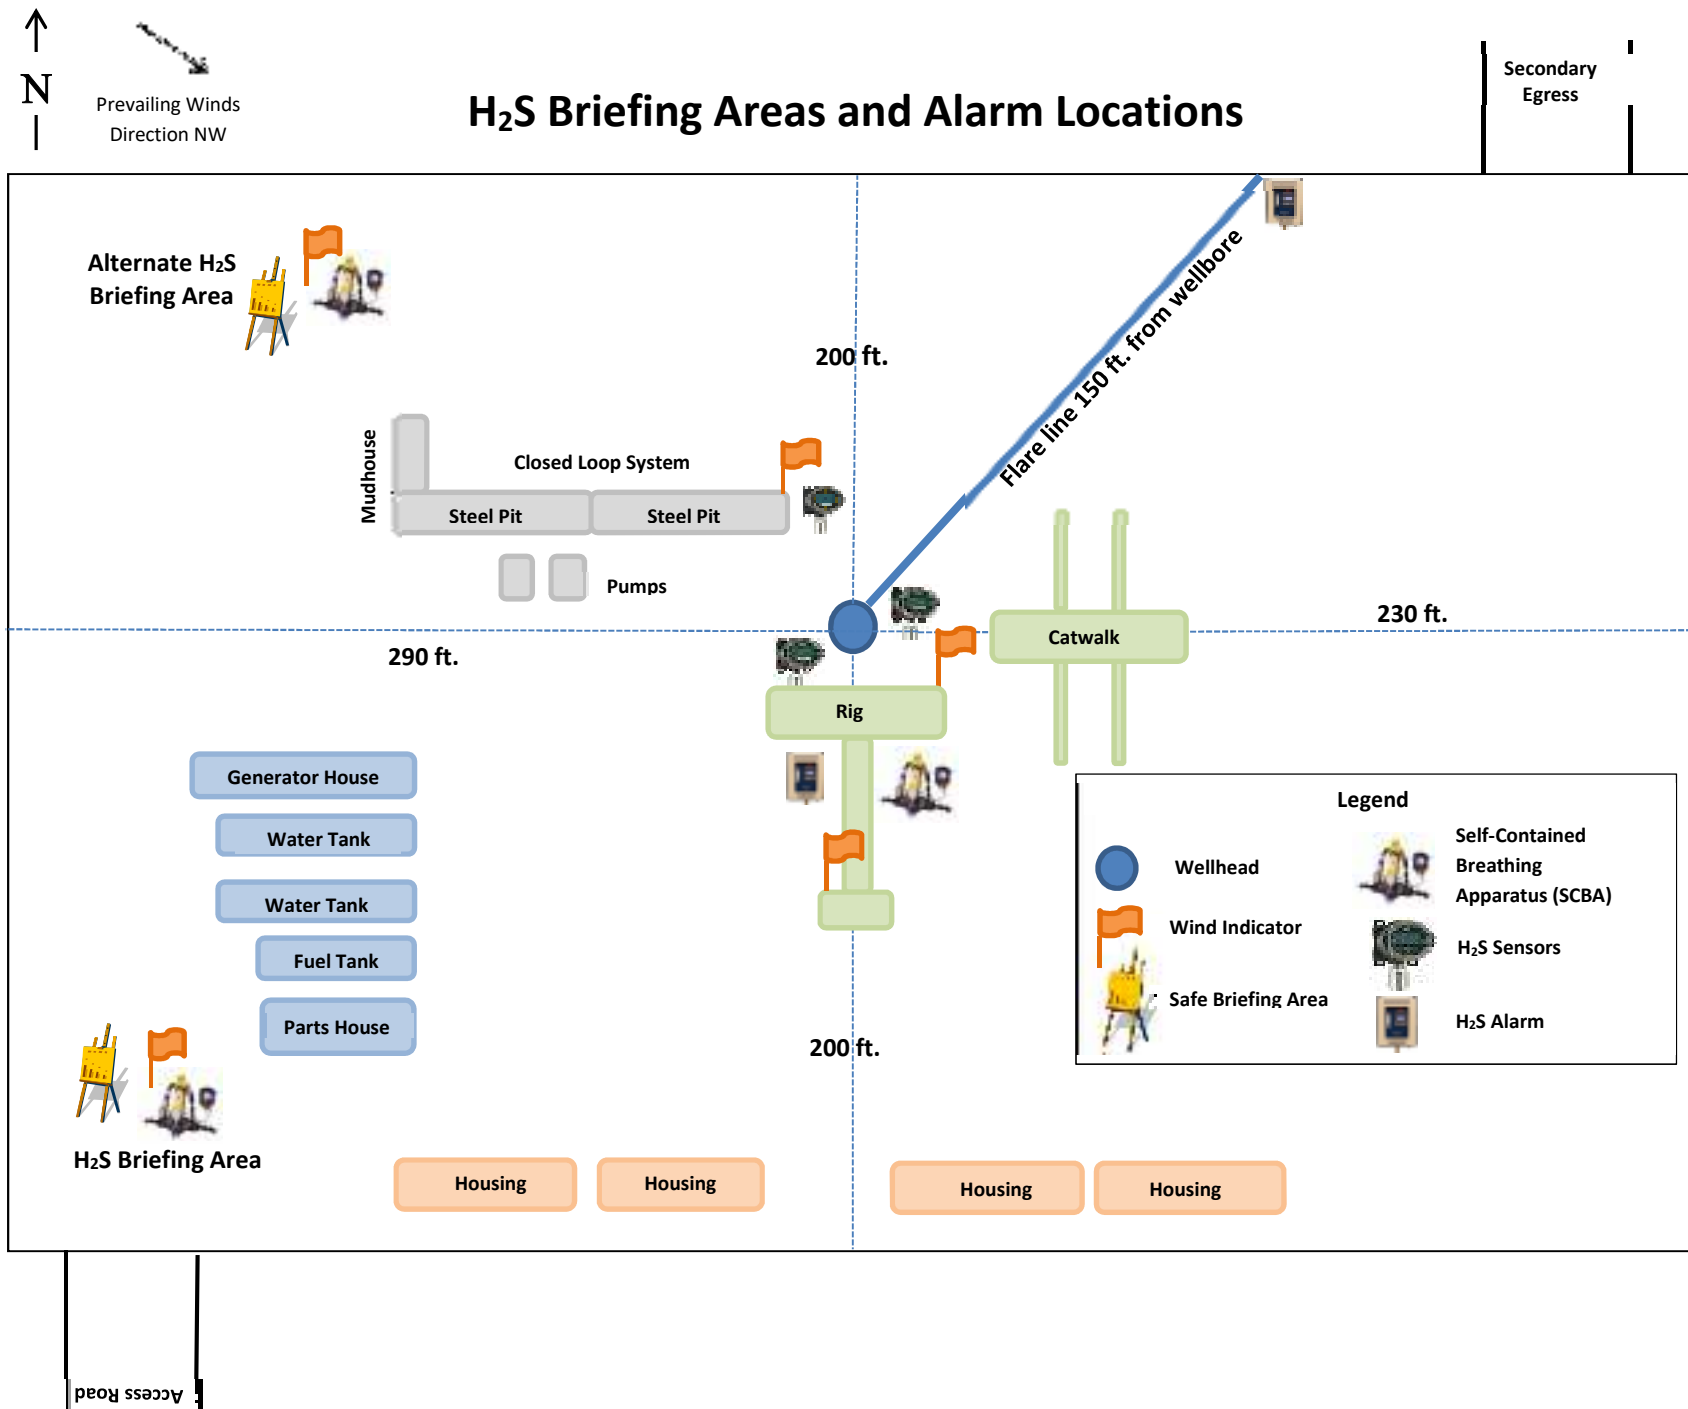 N
Prevailing Winds
Direction NW
H₂S Briefing Areas and Alarm Locations
Secondary
Egress
Alternate H₂S
Briefing Area
200 ft.
Flare line 150 ft. from wellbore
Mudhouse
Closed Loop System
Steel Pit
Steel Pit
Pumps
290 ft.
230 ft.
Catwalk
Rig
Generator House
Water Tank
Water Tank
Fuel Tank
Parts House
200 ft.
Legend
Wellhead
Wind Indicator
Safe Briefing Area
Self-Contained
Breathing
Apparatus (SCBA)
H₂S Sensors
H₂S Alarm
H₂S Briefing Area
Housing
Housing
Housing
Housing
Access Road